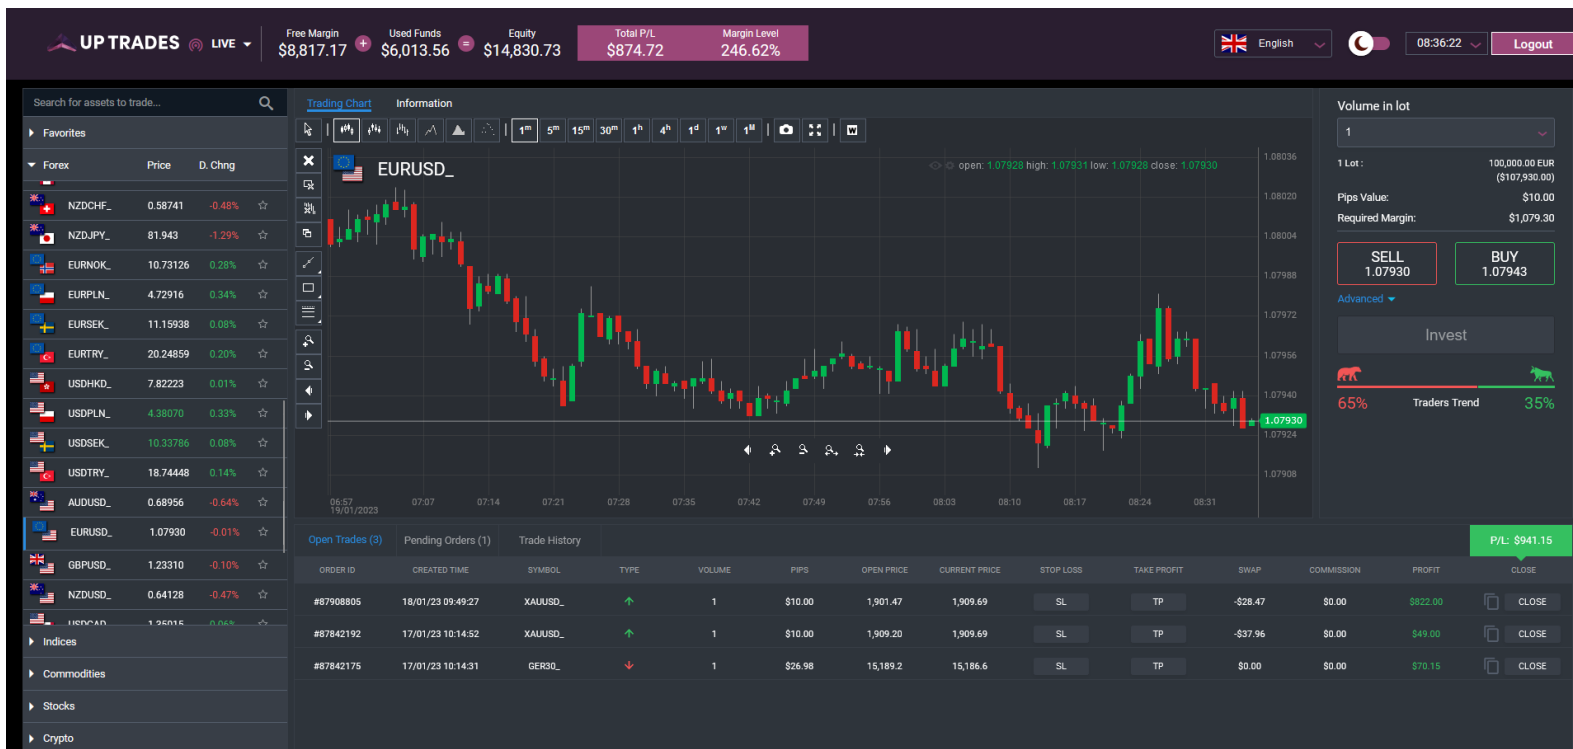 UP TRADES LIVE
Free Margin Used Funds Equity Total P/L Margin Level
$8,817.17 + $6,013.56 = $14,830.73 $874.72 246.62%
English 08:36:22 Logout
Search for assets to trade...
Favorites
Forex Price D. Chng
NZDCHF_ 0.58741 -0.48%
NZDJPY_ 81.943 -1.29%
EURNOK_ 10.73126 0.28%
EURPLN_ 4.72916 0.34%
EURSEK_ 11.15938 0.08%
EURTRY_ 20.24859 0.20%
USDHKD_ 7.82223 0.01%
USDPLN_ 4.38070 0.33%
USDSEK_ 10.33786 0.08%
USDTRY_ 18.74448 0.14%
AUDUSD_ 0.68956 -0.64%
EURUSD_ 1.07930 -0.01%
GBPUSD_ 1.23310 -0.10%
NZDUSD_ 0.64128 -0.47%
USDCAD 1.35015 0.06%
Indices
Commodities
Stocks
Crypto
Trading Chart Information
1m 5m 15m 30m 1h 4h 1d 1w 1M W
EURUSD_
open: 1.07928 high: 1.07931 low: 1.07928 close: 1.07930
1.08036
1.08020
1.08004
1.07988
1.07972
1.07956
1.07940
1.07930
1.07924
1.07908
06:57 07:07 07:14 07:21 07:28 07:35 07:42 07:49 07:56 08:03 08:10 08:17 08:24 08:31
19/01/2023
Volume in lot
1
1 Lot : 100,000.00 EUR
($107,930.00)
Pips Value: $10.00
Required Margin: $1,079.30
SELL BUY
1.07930 1.07943
Advanced
Invest
65% Traders Trend 35%
Open Trades (3) Pending Orders (1) Trade History P/L: $941.15
ORDER ID CREATED TIME SYMBOL TYPE VOLUME PIPS OPEN PRICE CURRENT PRICE STOP LOSS TAKE PROFIT SWAP COMMISSION PROFIT CLOSE
#87908805 18/01/23 09:49:27 XAUUSD_ 1 $10.00 1,901.47 1,909.69 SL TP -$28.47 $0.00 $822.00 CLOSE
#87842192 17/01/23 10:14:52 XAUUSD_ 1 $10.00 1,909.20 1,909.69 SL TP -$37.96 $0.00 $49.00 CLOSE
#87842175 17/01/23 10:14:31 GER30_ 1 $26.98 15,189.2 15,186.6 SL TP $0.00 $0.00 $70.15 CLOSE